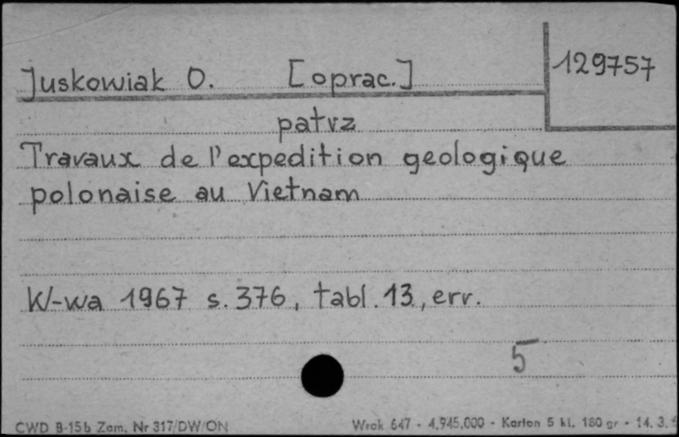 Juskowiak O. [oprac.] 129757
patrz
Travaux de l'expedition geologique
polonaise au Vietnam
W-wa 1967 s. 376, tabl. 13, err.
5
CWD B-15b Zam. Nr 317/DW/ON Wrok 647 - 4.945.000 - Karton 5 kl. 180 gr - 14. 3.